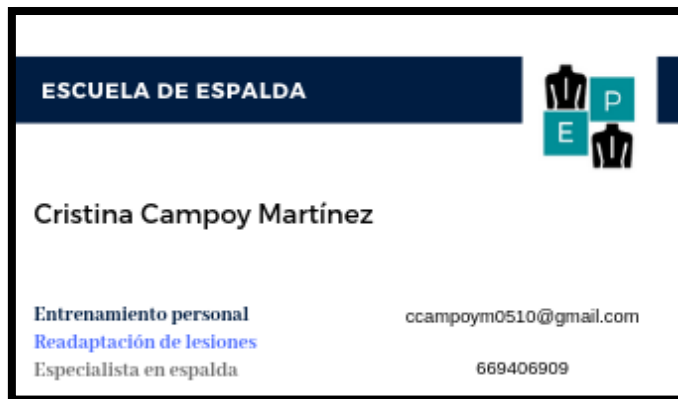 ESCUELA DE ESPALDA
P
E
Cristina Campoy Martínez
Entrenamiento personal
Readaptación de lesiones
Especialista en espalda
ccampoym0510@gmail.com
669406909